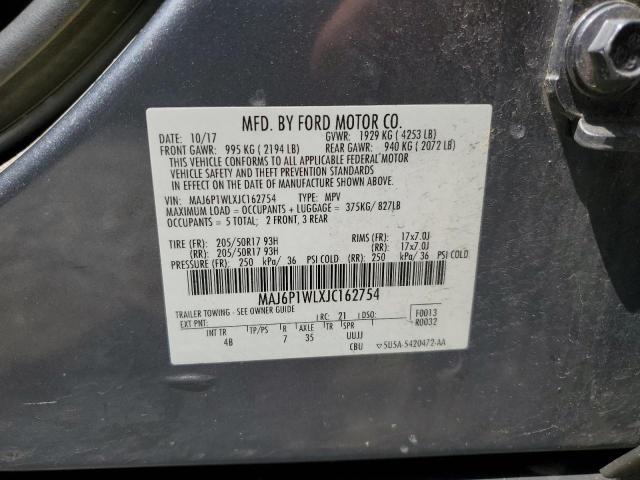 MFD. BY FORD MOTOR CO.
DATE: 10/17 GVWR: 1929 KG ( 4253 LB)
FRONT GAWR: 995 KG ( 2194 LB) REAR GAWR: 940 KG ( 2072 LB)
THIS VEHICLE CONFORMS TO ALL APPLICABLE FEDERAL MOTOR
VEHICLE SAFETY AND THEFT PREVENTION STANDARDS
IN EFFECT ON THE DATE OF MANUFACTURE SHOWN ABOVE.
VIN: MAJ6P1WLXJC162754 TYPE: MPV
MAXIMUM LOAD = OCCUPANTS + LUGGAGE = 375KG/ 827LB
OCCUPANTS = 5 TOTAL; 2 FRONT, 3 REAR
TIRE (FR): 205/50R17 93H RIMS (FR): 17x7.0J
(RR): 205/50R17 93H (RR): 17x7.0J
PRESSURE (FR): 250 kPa/ 36 PSI COLD (RR): 250 kPa/ 36 PSI COLD
MAJ6P1WLXJC162754
TRAILER TOWING - SEE OWNER GUIDE F0013
EXT PNT: RC: 21 DSO: R0032
INT TR TP/PS R AXLE TR SPR UUJJ
4B 7 35 CBU ▽5U5A-5420472-AA